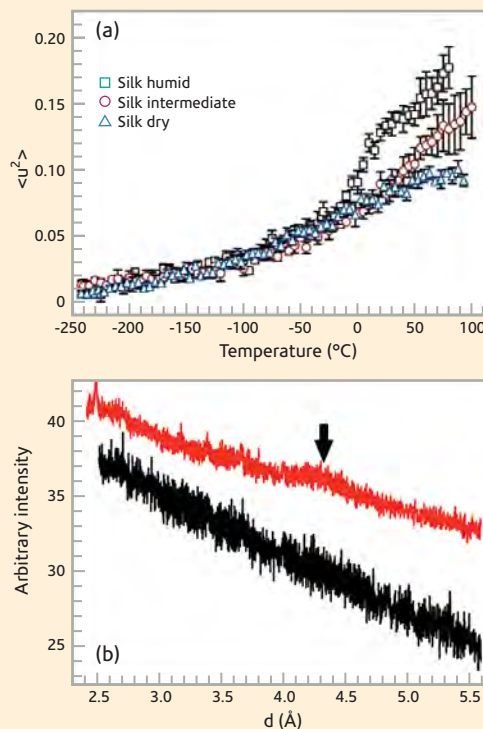 (a)
0.20
0.15
0.10
0.05
0
<u²>
Silk humid
Silk intermediate
Silk dry
-250 -200 -150 -100 -50 0 50 100
Temperature (°C)
(b)
40
35
30
25
Arbitrary intensity
2.5 3.0 3.5 4.0 4.5 5.0 5.5
d (Å)